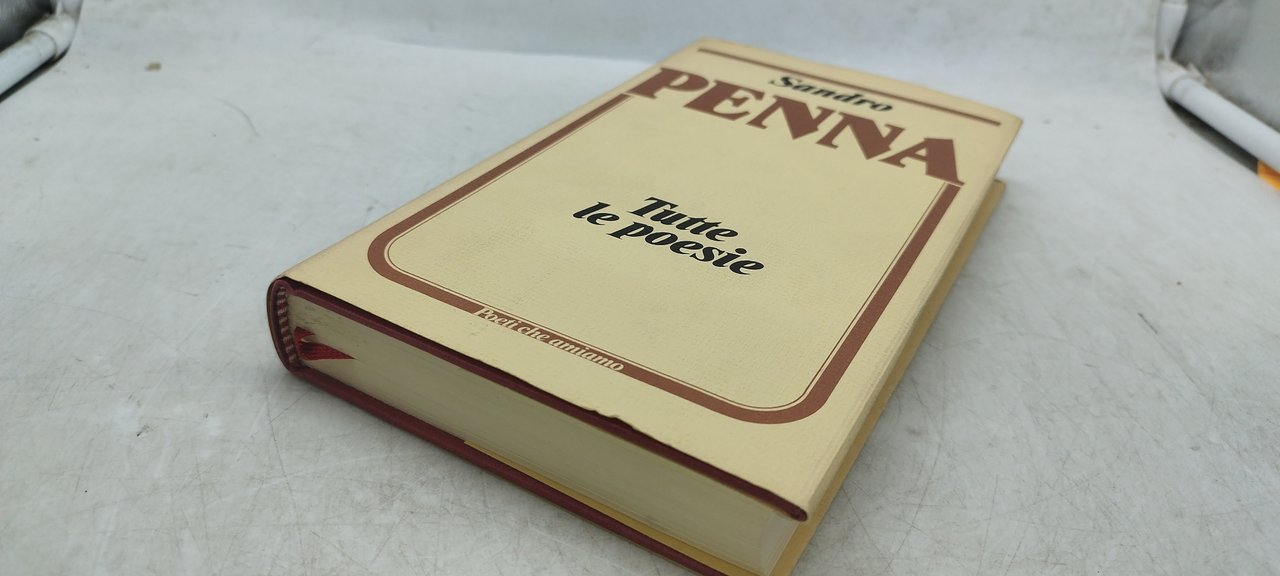 Sandro
PENNA
Tutte
le poesie
Poeti che amiamo